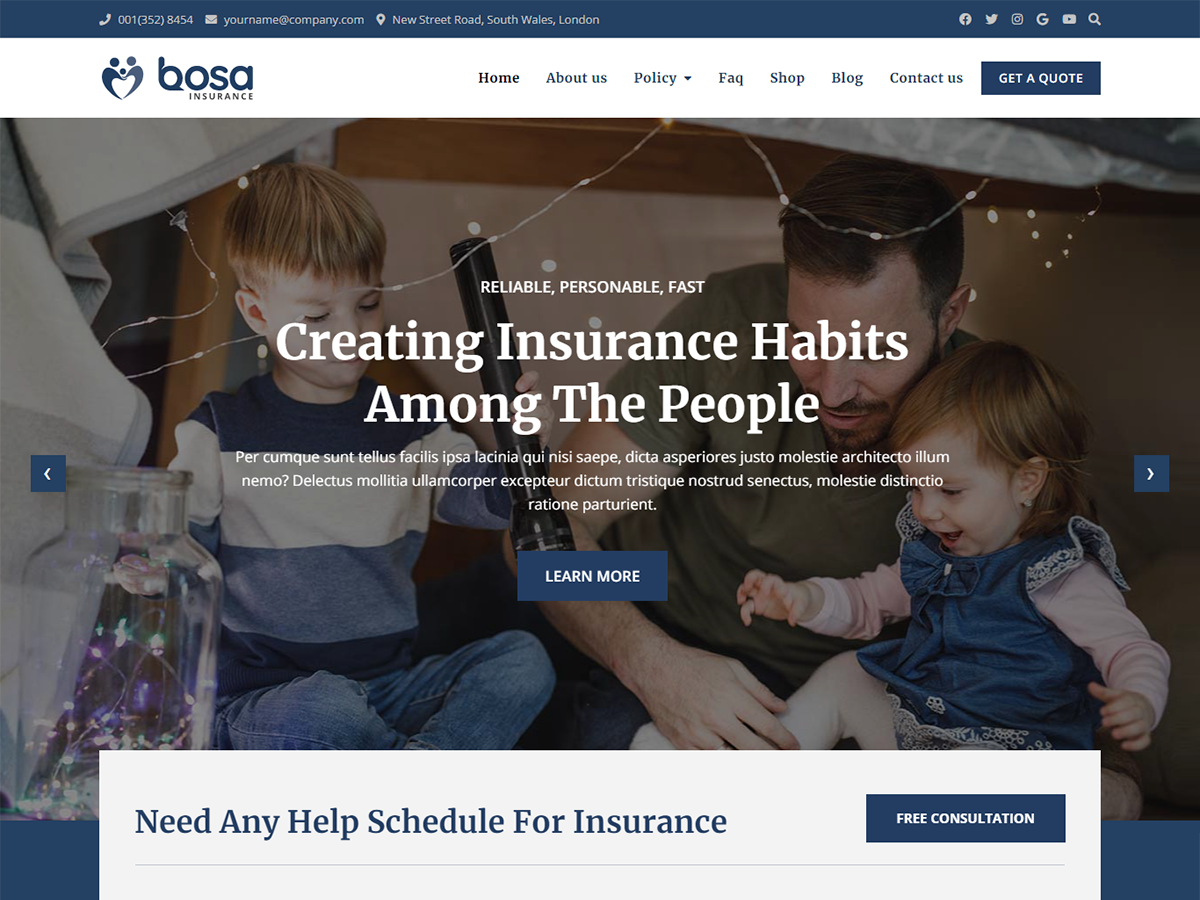 001(352) 8454 yourname@company.com New Street Road, South Wales, London
bosa
INSURANCE
Home About us Policy Faq Shop Blog Contact us GET A QUOTE
RELIABLE, PERSONABLE, FAST
Creating Insurance Habits
Among The People
Per cumque sunt tellus facilis ipsa lacinia qui nisi saepe, dicta asperiores justo molestie architecto illum
nemo? Delectus mollitia ullamcorper excepteur dictum tristique nostrud senectus, molestie distinctio
ratione parturient.
LEARN MORE
Need Any Help Schedule For Insurance
FREE CONSULTATION